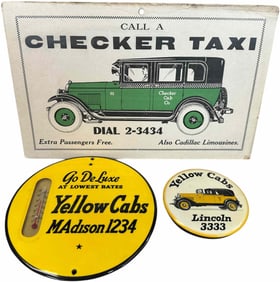 CALL A
CHECKER TAXI
Checker
Cab
Co.
DIAL 2-3434
Extra Passengers Free.
Also Cadillac Limousines.
Go De Luxe
AT LOWEST RATES
Yellow Cabs
MAdison 1234
Yellow Cabs
Lincoln
3333